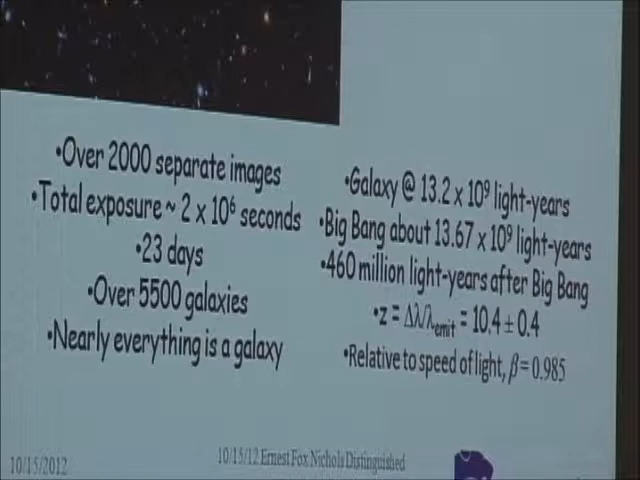 •Over 2000 separate images
•Total exposure ~ 2 x 10⁶ seconds
•23 days
•Over 5500 galaxies
•Nearly everything is a galaxy
•Galaxy @ 13.2 x 10⁹ light-years
•Big Bang about 13.67 x 10⁹ light-years
•460 million light-years after Big Bang
•z = Δλ/λemit = 10.4 ± 0.4
•Relative to speed of light, β = 0.985
10/15/2012
10/15/12 Ernest Fox Nichols Distinguished